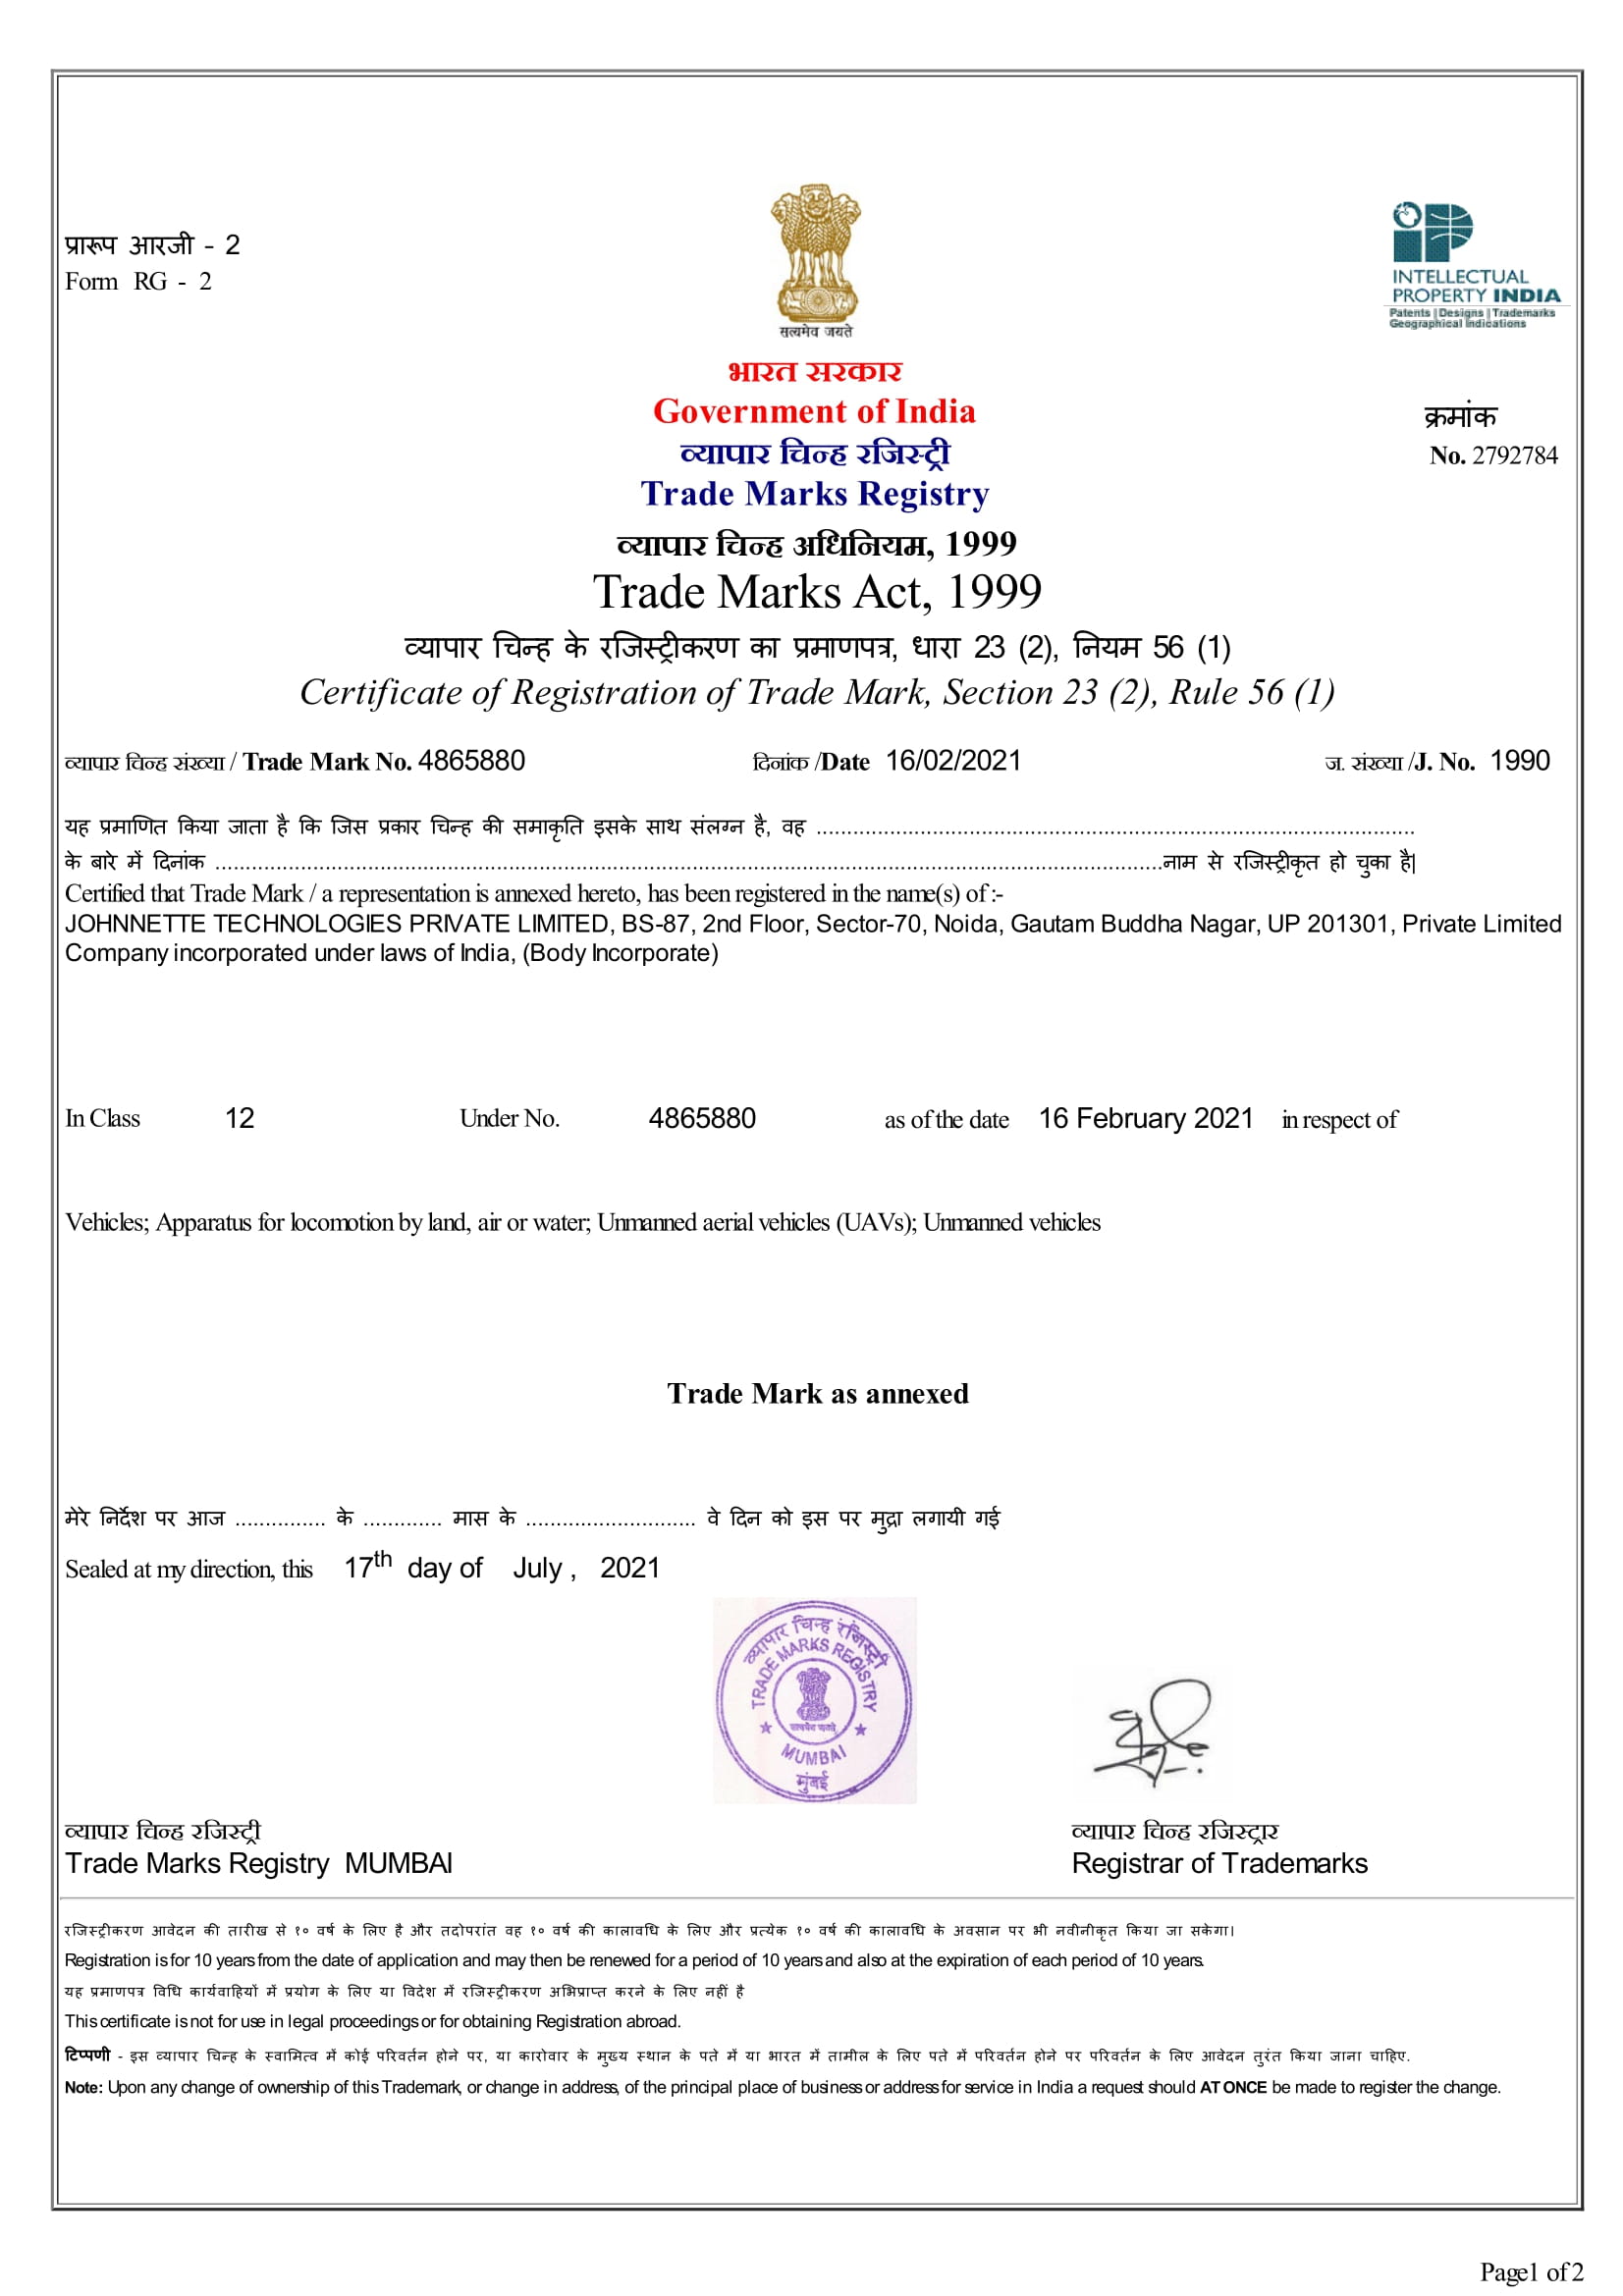 प्रारूप आरजी - 2
Form RG - 2
सत्यमेव जयते
INTELLECTUAL
PROPERTY INDIA
Patents | Designs | Trademarks
Geographical Indications
भारत सरकार
Government of India
क्रमांक
व्यापार चिन्ह रजिस्ट्री
No. 2792784
Trade Marks Registry
व्यापार चिन्ह अधिनियम, 1999
Trade Marks Act, 1999
व्यापार चिन्ह के रजिस्ट्रीकरण का प्रमाणपत्र, धारा 23 (2), नियम 56 (1)
Certificate of Registration of Trade Mark, Section 23 (2), Rule 56 (1)
व्यापार चिन्ह संख्या / Trade Mark No. 4865880 दिनांक /Date 16/02/2021 ज. संख्या /J. No. 1990
यह प्रमाणित किया जाता है कि जिस प्रकार चिन्ह की समाकृति इसके साथ संलग्न है, वह ....................................................................................................
के बारे में दिनांक ....................................................................................................नाम से रजिस्ट्रीकृत हो चुका है|
Certified that Trade Mark / a representation is annexed hereto, has been registered in the name(s) of :-
JOHNNETTE TECHNOLOGIES PRIVATE LIMITED, BS-87, 2nd Floor, Sector-70, Noida, Gautam Buddha Nagar, UP 201301, Private Limited
Company incorporated under laws of India, (Body Incorporate)
In Class 12 Under No. 4865880 as of the date 16 February 2021 in respect of
Vehicles; Apparatus for locomotion by land, air or water; Unmanned aerial vehicles (UAVs); Unmanned vehicles
Trade Mark as annexed
मेरे निर्देश पर आज ............... के ............. मास के ............................ वे दिन को इस पर मुद्रा लगायी गई
Sealed at my direction, this 17th day of July , 2021
व्यापार चिन्ह रजिस्ट्री
TRADE MARKS REGISTRY
सत्यमेव जयते
MUMBAI
मुंबई
व्यापार चिन्ह रजिस्ट्री
Trade Marks Registry MUMBAI
व्यापार चिन्ह रजिस्ट्रार
Registrar of Trademarks
रजिस्ट्रीकरण आवेदन की तारीख से १० वर्ष के लिए है और तदोपरांत वह १० वर्ष की कालावधि के लिए और प्रत्येक १० वर्ष की कालावधि के अवसान पर भी नवीनीकृत किया जा सकेगा।
Registration is for 10 years from the date of application and may then be renewed for a period of 10 years and also at the expiration of each period of 10 years.
यह प्रमाणपत्र विधि कार्यवाहियों में प्रयोग के लिए या विदेश में रजिस्ट्रीकरण अभिप्राप्त करने के लिए नहीं है
This certificate is not for use in legal proceedings or for obtaining Registration abroad.
टिप्पणी - इस व्यापार चिन्ह के स्वामित्व में कोई परिवर्तन होने पर, या कारोवार के मुख्य स्थान के पते में या भारत में तामील के लिए पते में परिवर्तन होने पर परिवर्तन के लिए आवेदन तुरंत किया जाना चाहिए.
Note: Upon any change of ownership of this Trademark, or change in address, of the principal place of business or address for service in India a request should AT ONCE be made to register the change.
Page1 of 2